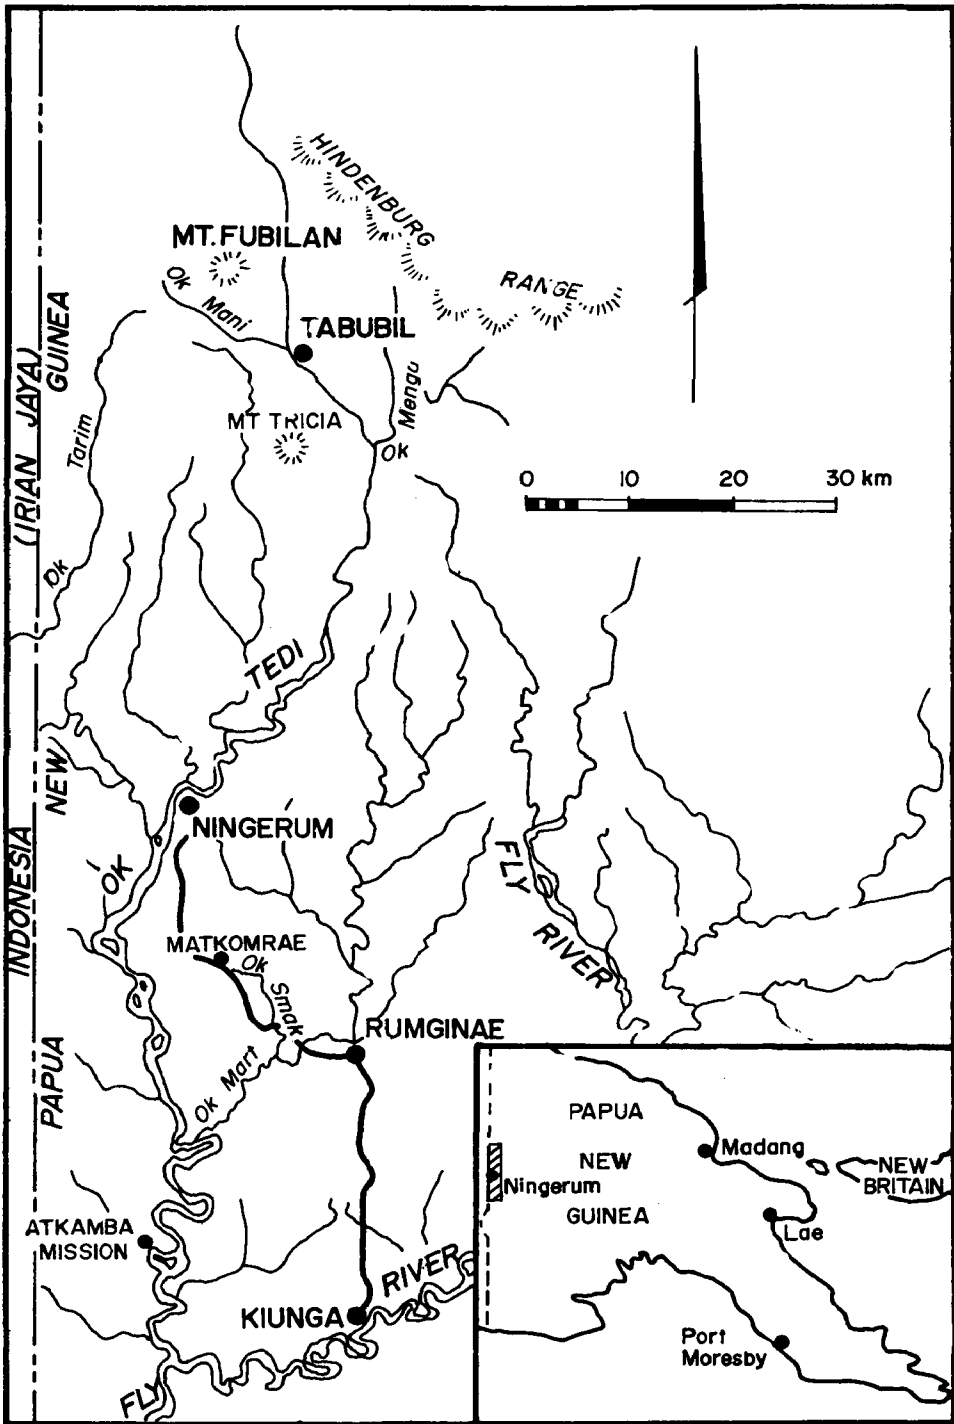 HINDENBURG
RANGE
MT. FUBILAN
Ok Mani
TABUBIL
Ok Mengu
MT TRICIA
Ok Tarim
0 10 20 30 km
INDONESIA (IRIAN JAYA)
PAPUA NEW GUINEA
OK TEDI
NINGERUM
FLY RIVER
MATKOMRAE
Ok Smak
RUMGINAE
Ok Mart
ATKAMBA
MISSION
KIUNGA
FLY RIVER
PAPUA
NEW
GUINEA
Madang
Ningerum
NEW
BRITAIN
Lae
Port
Moresby